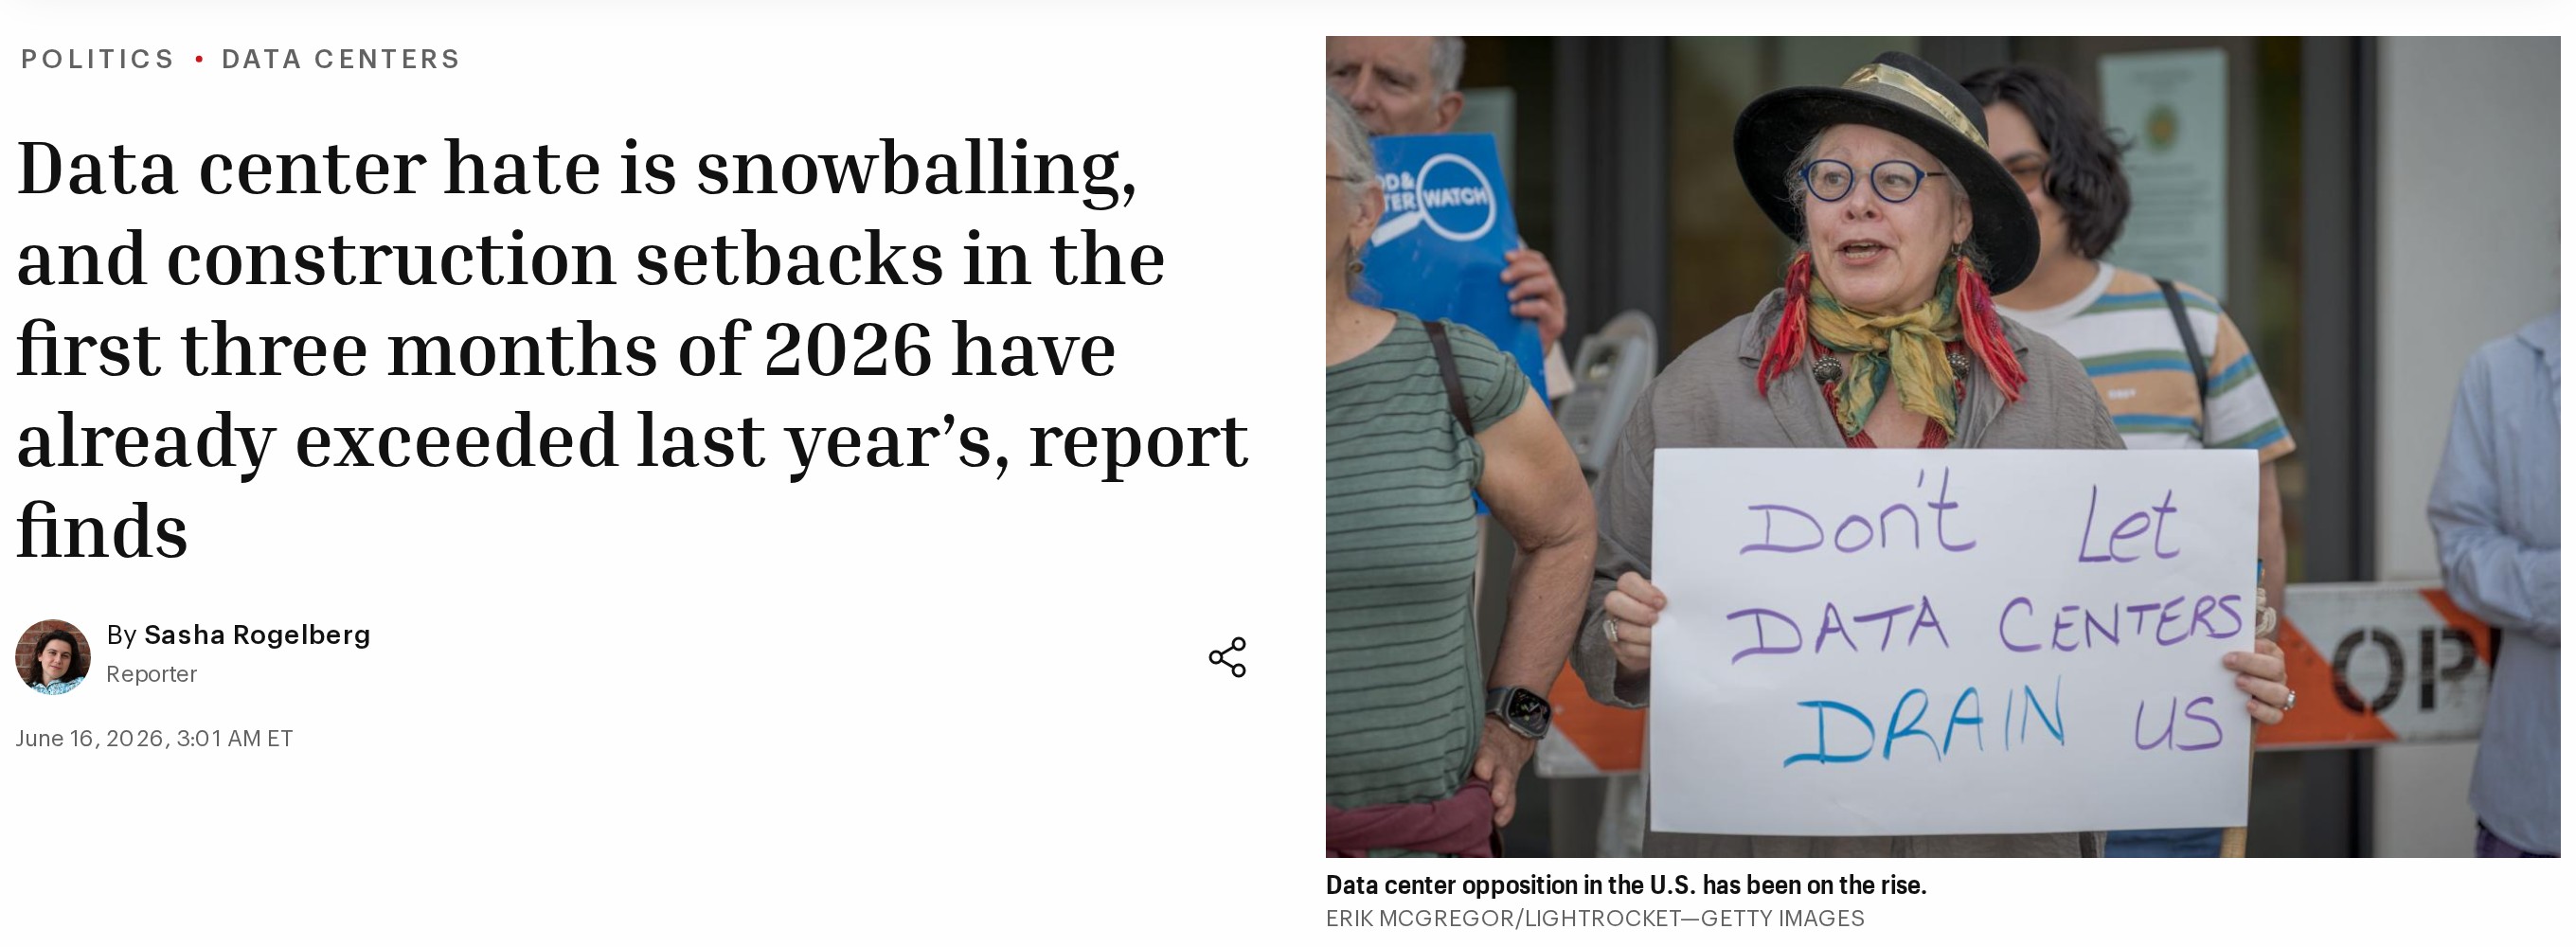 POLITICS • DATA CENTERS
Data center hate is snowballing,
and construction setbacks in the
first three months of 2026 have
already exceeded last year’s, report
finds
By Sasha Rogelberg
Reporter
June 16, 2026, 3:01 AM ET
WATCH
Don't Let
DATA CENTERS
DRAIN US
OP
Data center opposition in the U.S. has been on the rise.
ERIK MCGREGOR/LIGHTROCKET—GETTY IMAGES